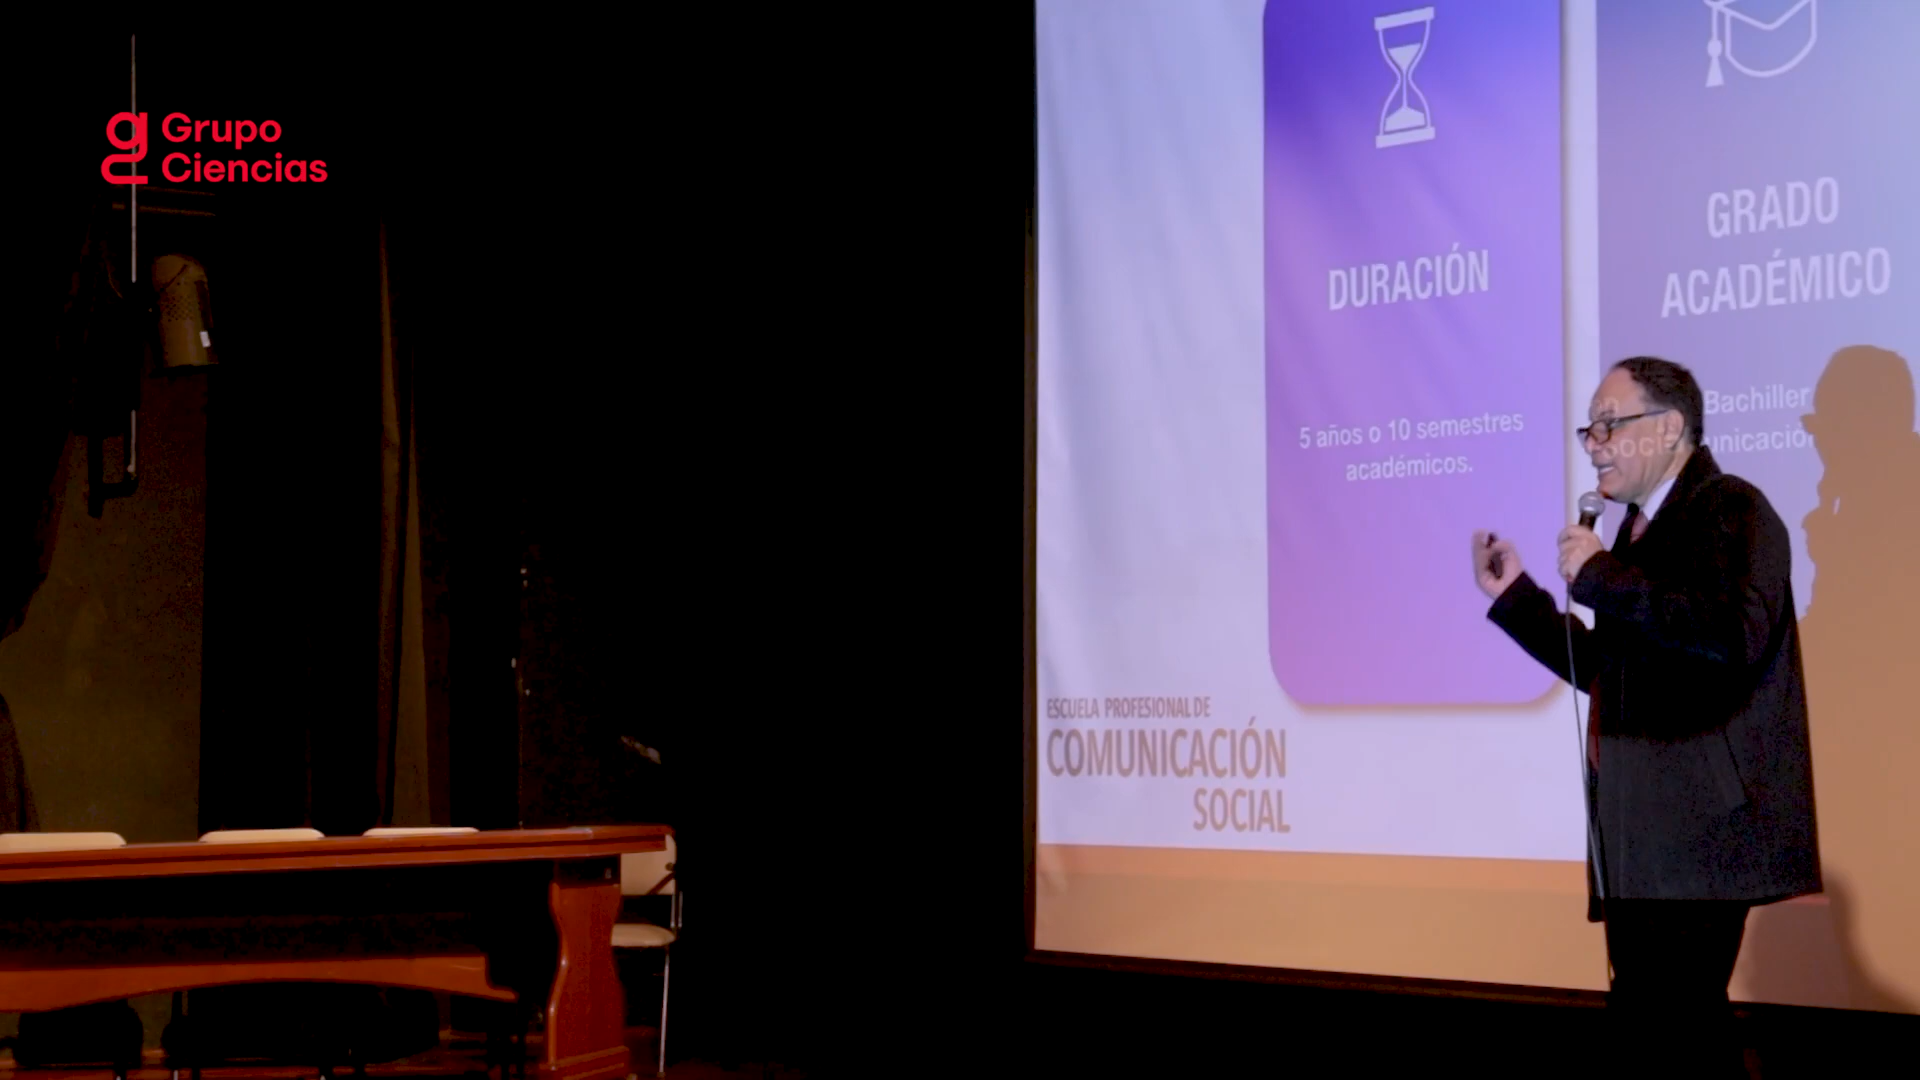 Grupo
Ciencias
DURACIÓN
5 años o 10 semestres
académicos.
GRADO
ACADÉMICO
Bachiller
ESCUELA PROFESIONAL DE
COMUNICACIÓN
SOCIAL